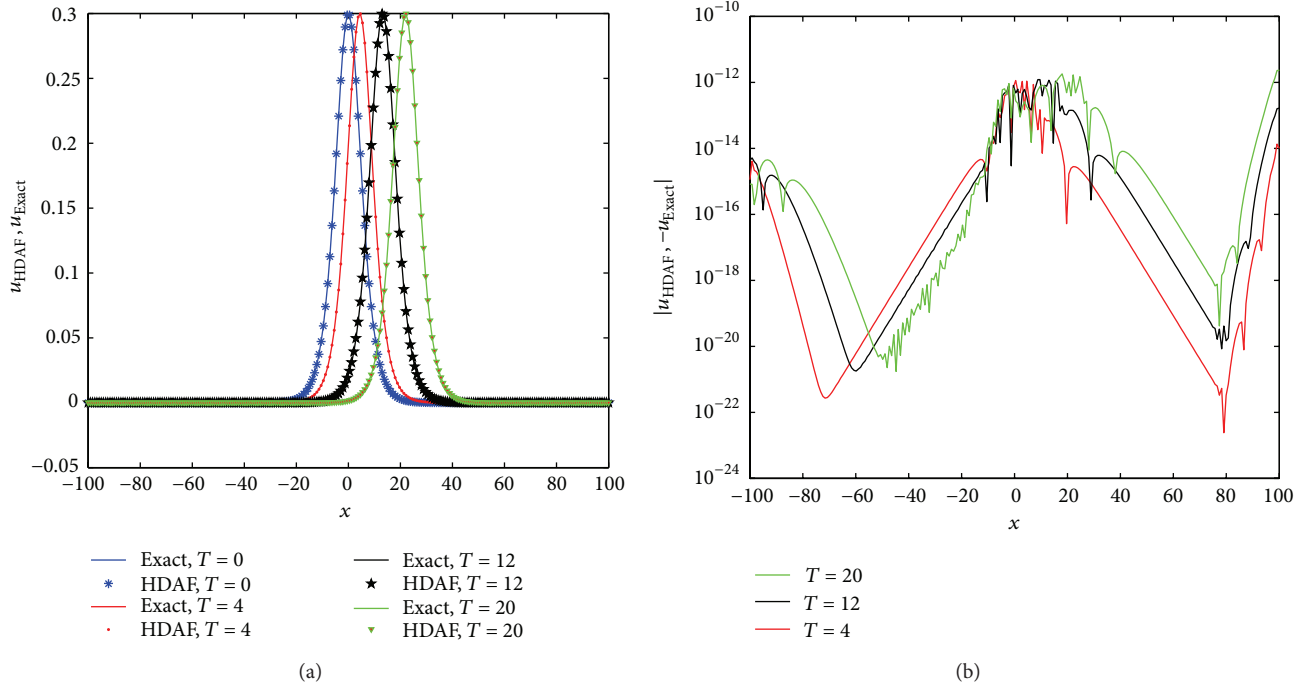 0.3
0.25
0.2
0.15
0.1
0.05
0
−0.05
u_HDAF, u_Exact
−100 −80 −60 −40 −20 0 20 40 60 80 100
x
Exact, T = 0
HDAF, T = 0
Exact, T = 4
HDAF, T = 4
Exact, T = 12
HDAF, T = 12
Exact, T = 20
HDAF, T = 20
(a)
10^−10
10^−12
10^−14
10^−16
10^−18
10^−20
10^−22
10^−24
|u_HDAF, −u_Exact|
−100 −80 −60 −40 −20 0 20 40 60 80 100
x
T = 20
T = 12
T = 4
(b)